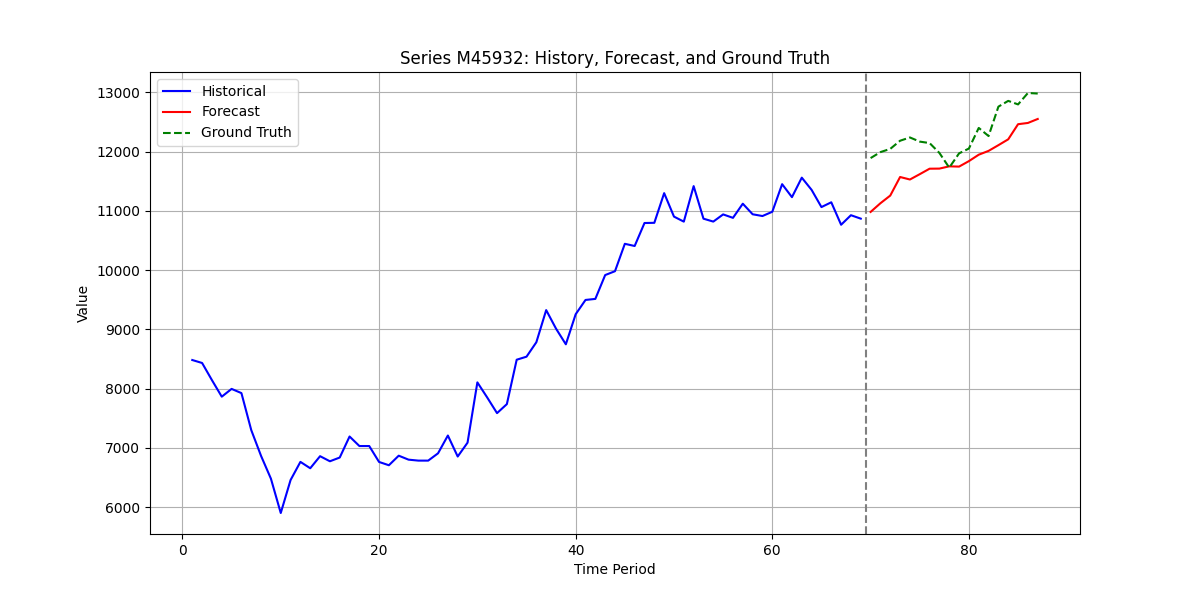 Series M45932: History, Forecast, and Ground Truth
Historical
Forecast
Ground Truth
13000
12000
11000
10000
9000
8000
7000
6000
Value
0
20
40
60
80
Time Period